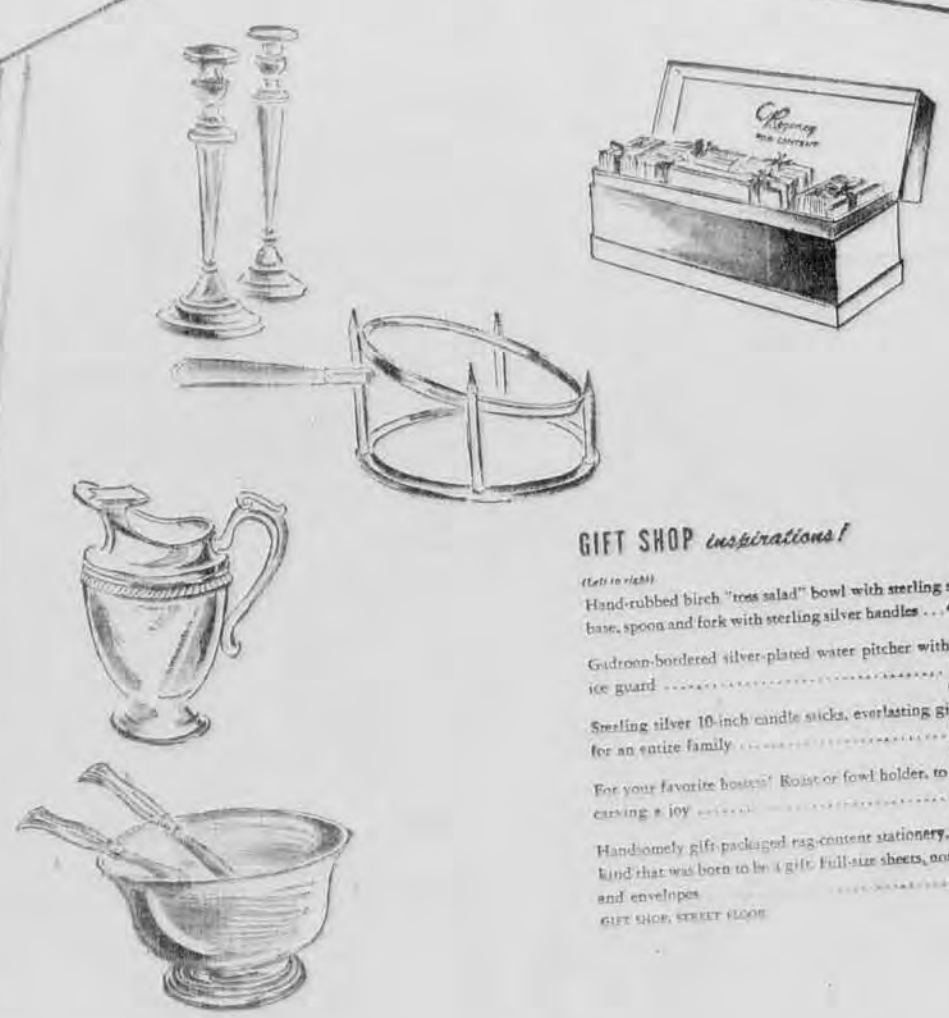 Regency
RAG CONTENT
GIFT SHOP inspirations!
(Left to right)
Hand-rubbed birch "toss salad" bowl with sterling s
base, spoon and fork with sterling silver handles ...
Gadroon-bordered silver-plated water pitcher with
ice guard ..............................
Sterling silver 10-inch candle sticks, everlasting gi
for an entire family ..............................
For your favorite hostess! Roast or fowl holder, to
carving a joy ..............................
Handsomely gift-packaged rag-content stationery,
kind that was born to be a gift. Full-size sheets, no
and envelopes ....................
GIFT SHOP, STREET FLOOR